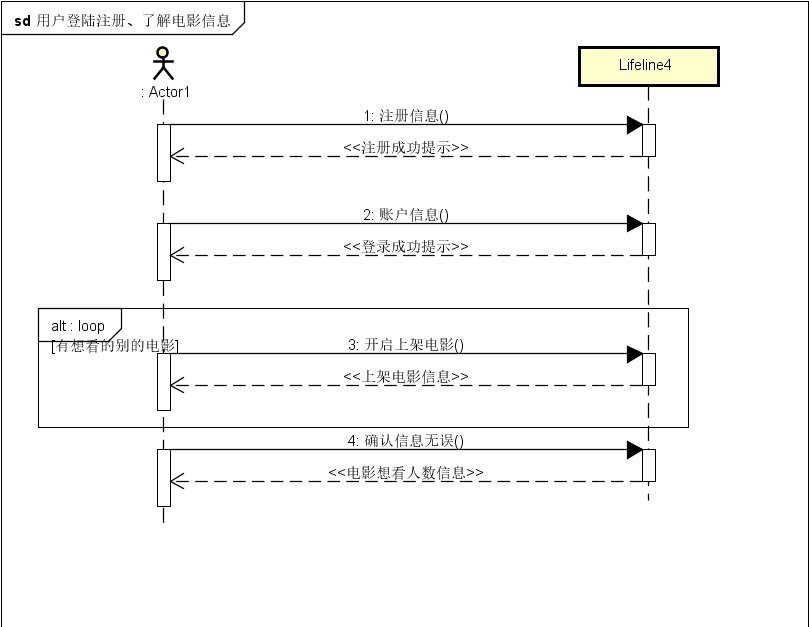 sd 用户登陆注册、了解电影信息
: Actor1
Lifeline4
1: 注册信息()
<<注册成功提示>>
2: 账户信息()
<<登录成功提示>>
alt : loop
[有想看的别的电影]
3: 开启上架电影()
<<上架电影信息>>
4: 确认信息无误()
<<电影想看人数信息>>